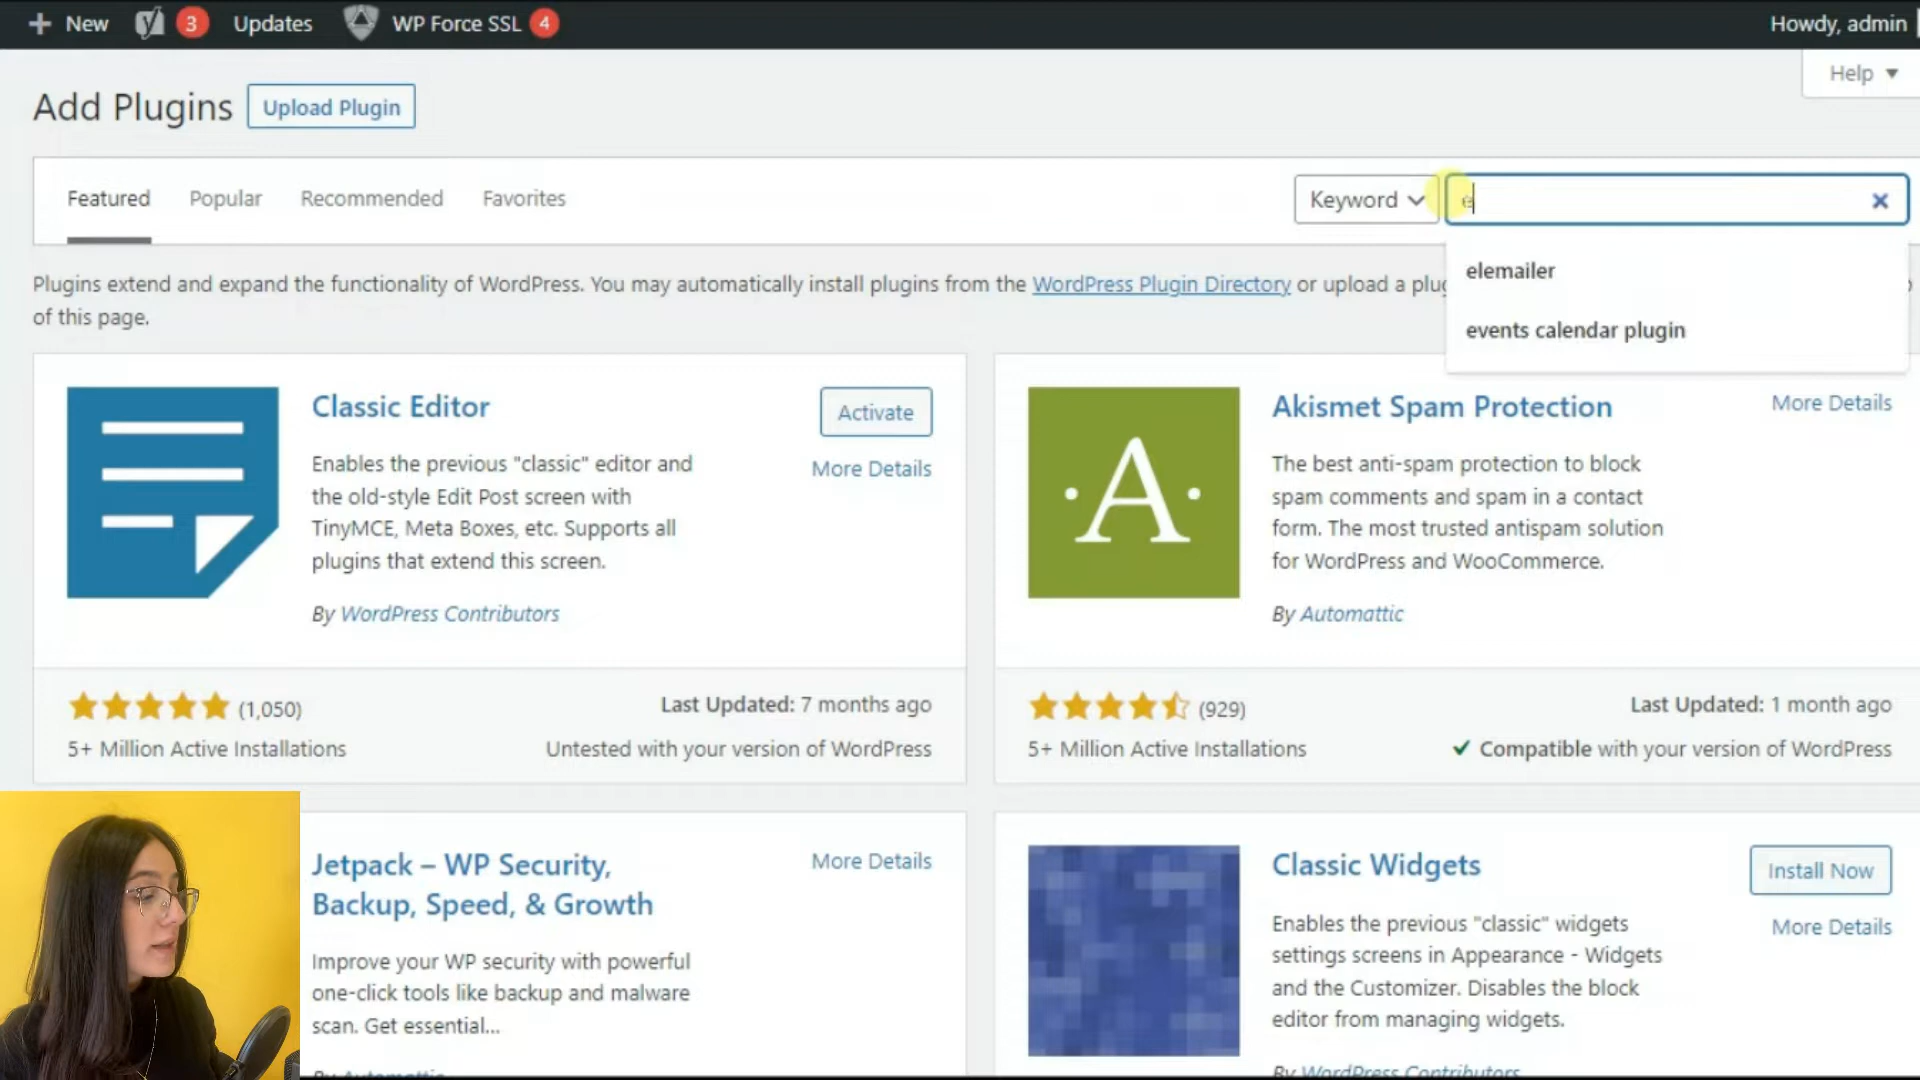 New 3 Updates WP Force SSL 4 Howdy, admin
Help
Add Plugins Upload Plugin
Featured Popular Recommended Favorites Keyword e
elemailer
events calendar plugin
Plugins extend and expand the functionality of WordPress. You may automatically install plugins from the WordPress Plugin Directory or upload a plug
of this page.
Classic Editor
Activate
More Details
Enables the previous "classic" editor and
the old-style Edit Post screen with
TinyMCE, Meta Boxes, etc. Supports all
plugins that extend this screen.
By WordPress Contributors
(1,050)
Last Updated: 7 months ago
5+ Million Active Installations
Untested with your version of WordPress
Akismet Spam Protection
More Details
A
The best anti-spam protection to block
spam comments and spam in a contact
form. The most trusted antispam solution
for WordPress and WooCommerce.
By Automattic
(929)
Last Updated: 1 month ago
5+ Million Active Installations
Compatible with your version of WordPress
Jetpack – WP Security,
Backup, Speed, & Growth
More Details
Improve your WP security with powerful
one-click tools like backup and malware
scan. Get essential...
By Automattic
Classic Widgets
Install Now
More Details
Enables the previous "classic" widgets
settings screens in Appearance - Widgets
and the Customizer. Disables the block
editor from managing widgets.
By WordPress Contributors